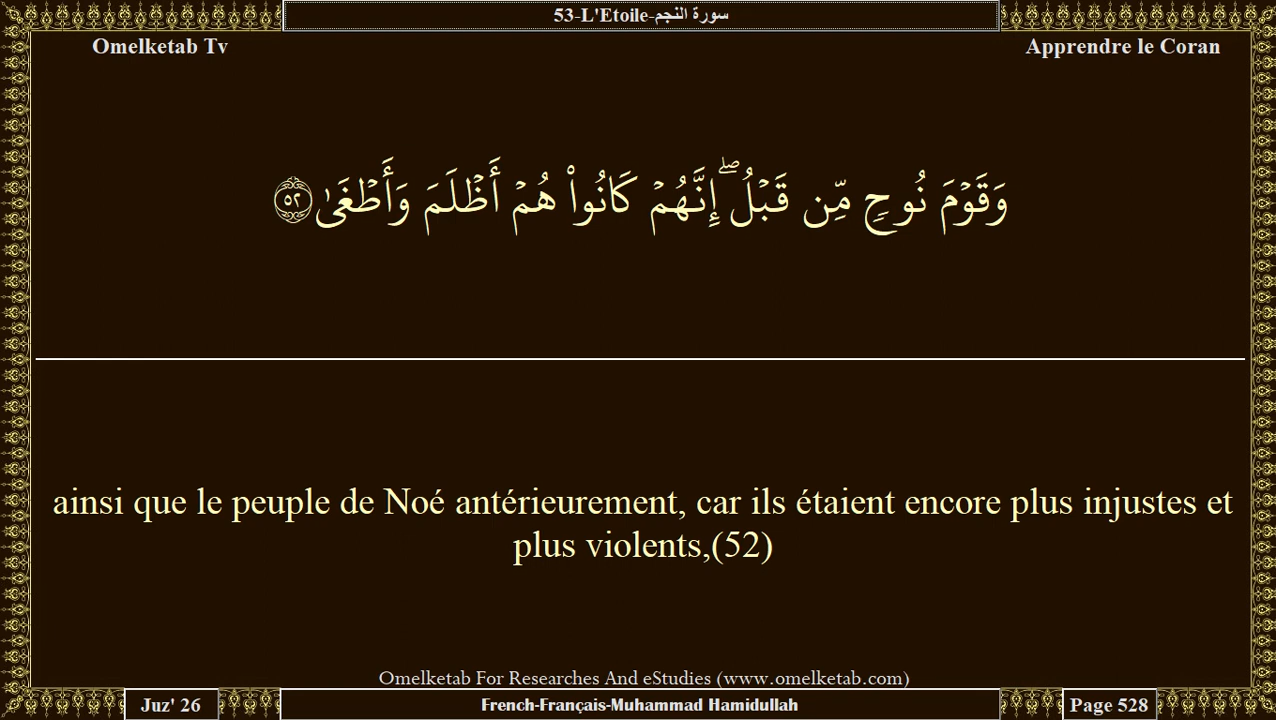 53-L'Etoile-سورة النجم
Omelketab Tv
Apprendre le Coran
وَقَوۡمَ نُوحٖ مِّن قَبۡلُۖ إِنَّهُمۡ كَانُواْ هُمۡ أَظۡلَمَ وَأَطۡغَىٰ ٥٢
ainsi que le peuple de Noé antérieurement, car ils étaient encore plus injustes et
plus violents,(52)
Omelketab For Researches And eStudies (www.omelketab.com)
Juz' 26
French-Français-Muhammad Hamidullah
Page 528